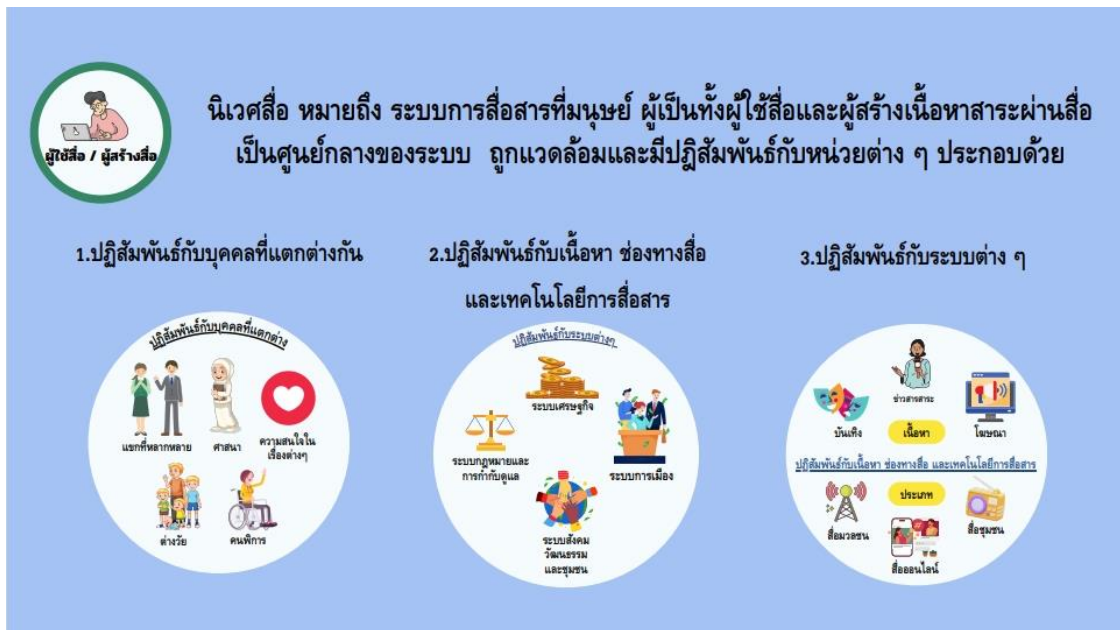 ผู้ใช้สื่อ / ผู้สร้างสื่อ
นิเวศสื่อ หมายถึง ระบบการสื่อสารที่มนุษย์ ผู้เป็นทั้งผู้ใช้สื่อและผู้สร้างเนื้อหาสาระผ่านสื่อ
เป็นศูนย์กลางของระบบ ถูกแวดล้อมและมีปฎิสัมพันธ์กับหน่วยต่าง ๆ ประกอบด้วย
1.ปฏิสัมพันธ์กับบุคคลที่แตกต่างกัน
ปฏิสัมพันธ์กับบุคคลที่แตกต่าง
แขกที่หลากหลาย
ศาสนา
ความสนใจใน
เรื่องต่างๆ
ต่างวัย
คนพิการ
2.ปฏิสัมพันธ์กับเนื้อหา ช่องทางสื่อ
และเทคโนโลยีการสื่อสาร
ปฏิสัมพันธ์กับระบบต่างๆ
ระบบเศรษฐกิจ
ระบบกฎหมายและ
การกำกับดูแล
ระบบการเมือง
ระบบสังคม
วัฒนธรรม
และชุมชน
3.ปฏิสัมพันธ์กับระบบต่าง ๆ
ข่าวสารสาระ
บันเทิง
เนื้อหา
โฆษณา
ปฏิสัมพันธ์กับเนื้อหา ช่องทางสื่อ และเทคโนโลยีการสื่อสาร
ประเภท
สื่อมวลชน
สื่อชุมชน
สื่อออนไลน์